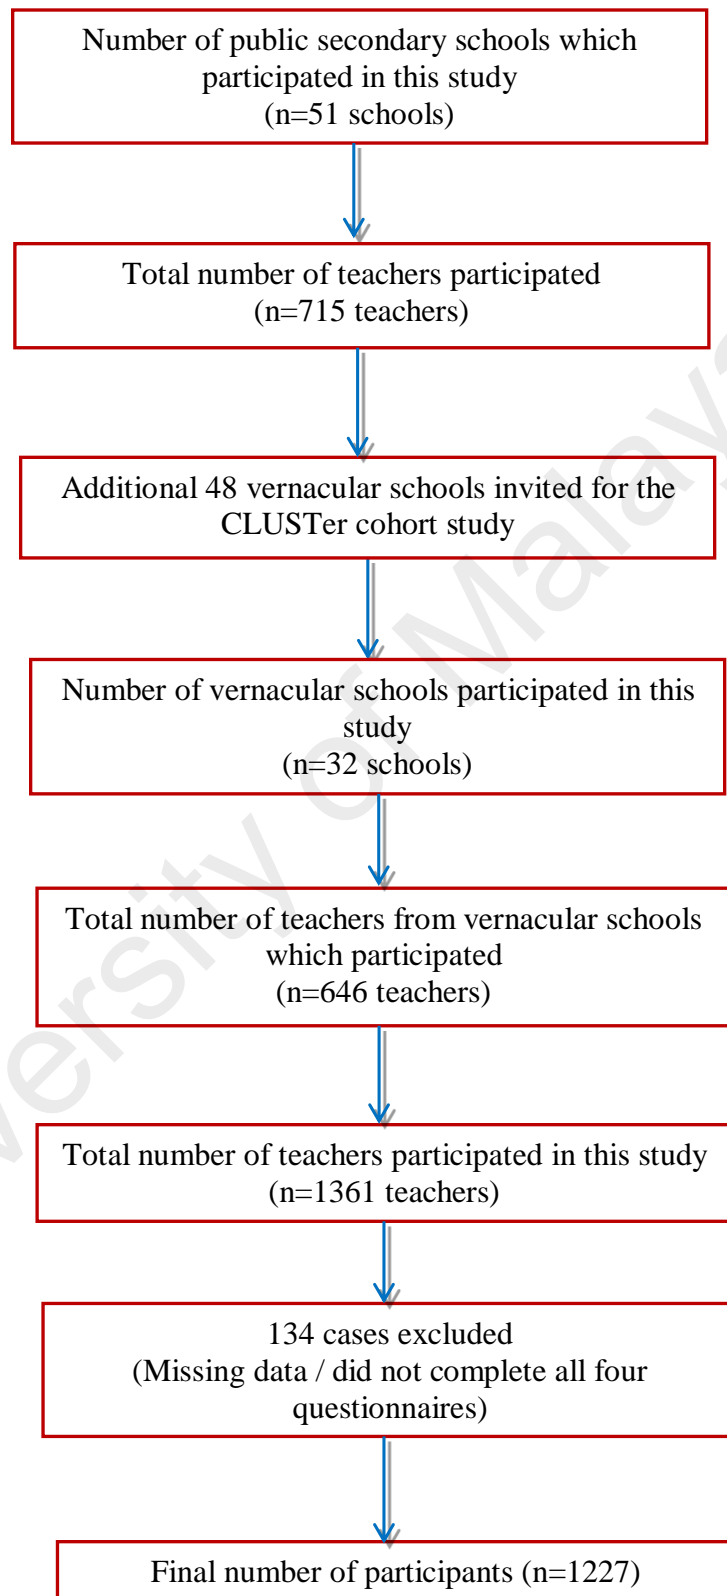 Number of public secondary schools which
participated in this study
(n=51 schools)
Total number of teachers participated
(n=715 teachers)
Additional 48 vernacular schools invited for the
CLUSTer cohort study
Number of vernacular schools participated in this
study
(n=32 schools)
Total number of teachers from vernacular schools
which participated
(n=646 teachers)
Total number of teachers participated in this study
(n=1361 teachers)
134 cases excluded
(Missing data / did not complete all four
questionnaires)
Final number of participants (n=1227)
versity of Malaya